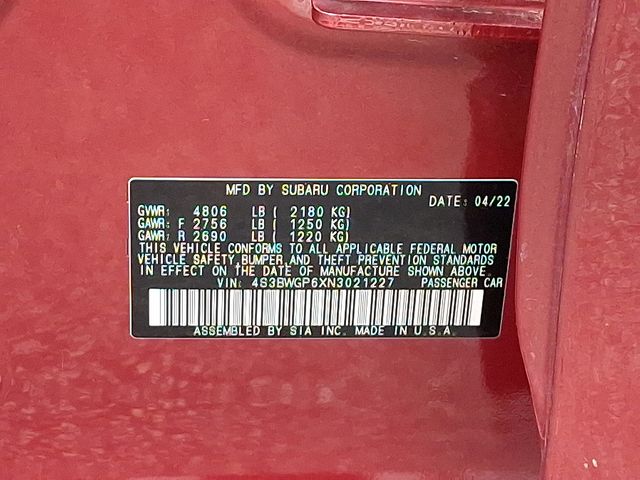 MFD BY SUBARU CORPORATION
DATE: 04/22
GVWR: 4806 LB ( 2180 KG)
GAWR: F 2756 LB ( 1250 KG)
GAWR: R 2690 LB ( 1220 KG)
THIS VEHICLE CONFORMS TO ALL APPLICABLE FEDERAL MOTOR
VEHICLE SAFETY, BUMPER, AND THEFT PREVENTION STANDARDS
IN EFFECT ON THE DATE OF MANUFACTURE SHOWN ABOVE.
VIN: 4S3BWGP6XN3021227 PASSENGER CAR
ASSEMBLED BY SIA INC. MADE IN U.S.A.